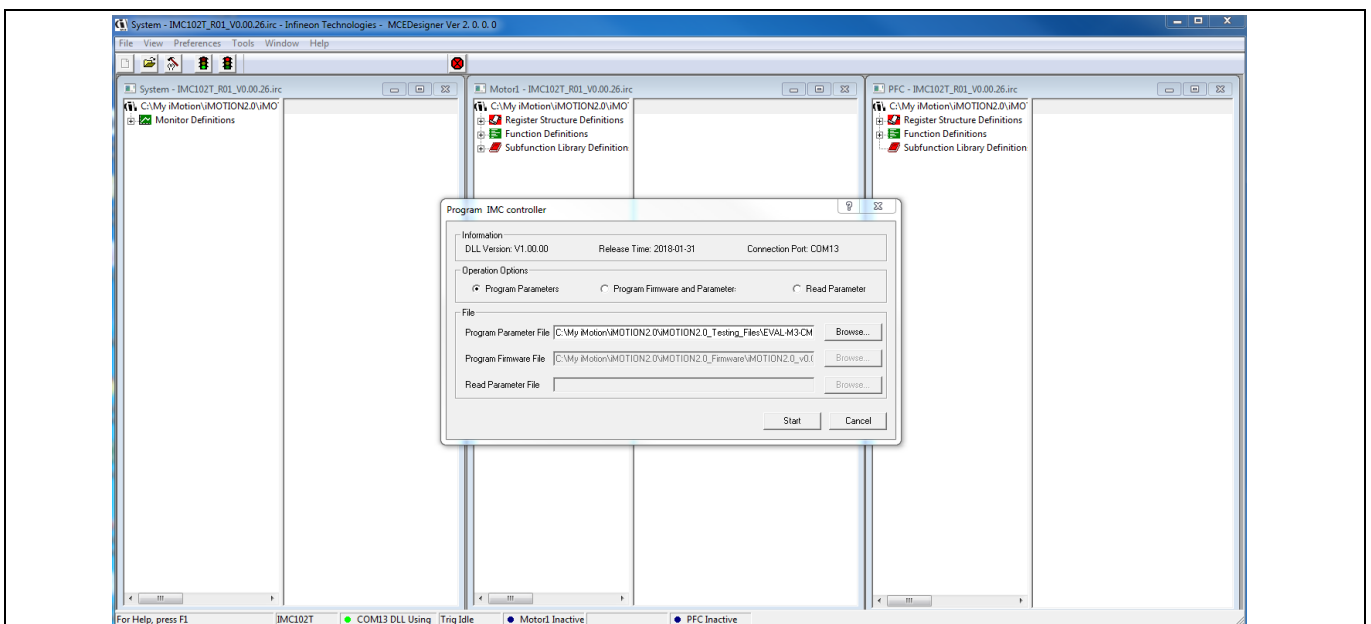 System - IMC102T_R01_V0.00.26.irc - Infineon Technologies - MCEDesigner Ver 2. 0. 0. 0
File View Preferences Tools Window Help
System - IMC102T_R01_V0.00.26.irc
C:\My iMotion\iMOTION2.0\iMO
Monitor Definitions
Motor1 - IMC102T_R01_V0.00.26.irc
C:\My iMotion\iMOTION2.0\iMO
Register Structure Definitions
Function Definitions
Subfunction Library Definition
PFC - IMC102T_R01_V0.00.26.irc
C:\My iMotion\iMOTION2.0\iMO
Register Structure Definitions
Function Definitions
Subfunction Library Definition
Program IMC controller
Information
DLL Version: V1.00.00 Release Time: 2018-01-31 Connection Port: COM13
Operation Options
Program Parameters Program Firmware and Parameter Read Parameter
File
Program Parameter File C:\My iMotion\iMOTION2.0\iMOTION2.0_Testing_Files\EVAL-M3-CM Browse...
Program Firmware File C:\My iMotion\iMOTION2.0\iMOTION2.0_Firmware\iMOTION2.0_v0.( Browse...
Read Parameter File Browse...
Start Cancel
For Help, press F1 IMC102T COM13 DLL Using Trig Idle Motor1 Inactive PFC Inactive